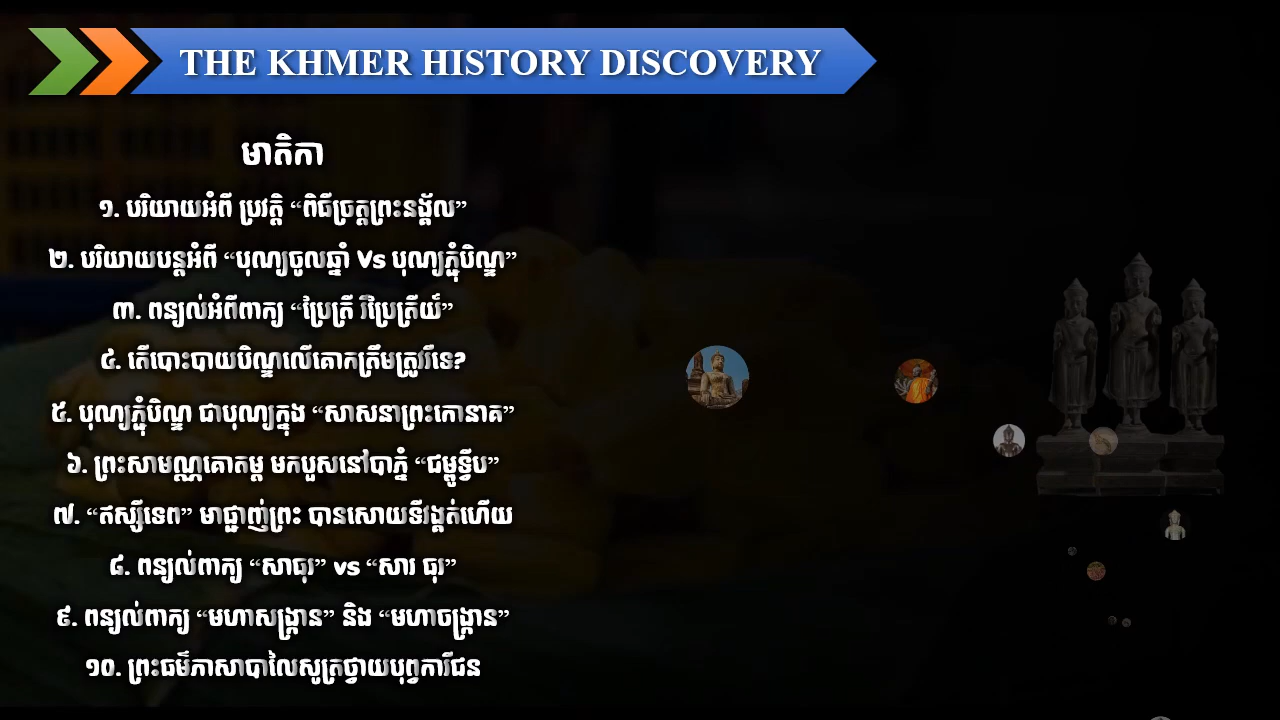 THE KHMER HISTORY DISCOVERY
មាតិកា
១. បរិយាយអំពី ប្រវត្តិ “ពិធីច្រត្តព្រះនង្គ័ល”
២. បរិយាយបន្តអំពី “បុណ្យចូលឆ្នាំ Vs បុណ្យភ្ជុំបិណ្ឌ”
៣. ពន្យល់អំពីពាក្យ “ប្រៃត្រី រឺប្រៃត្រីយ៍”
៤. តើបោះបាយបិណ្ឌលើគោកត្រឹមត្រូវរឺទេ?
៥. បុណ្យភ្ជុំបិណ្ឌ ជាបុណ្យក្នុង “សាសនាព្រះកោនាគ”
៦. ព្រះសាមណ្ណគោតម្ត មកបួសនៅបាភ្នំ “ជម្ពូទ្វីប”
៧. “ឥស្សីទេព” មាផ្ចាញ់ព្រះ បានសោយទីវង្គត់ហើយ
៨. ពន្យល់ពាក្យ “សាធុរ” vs “សារ ធុរ”
៩. ពន្យល់ពាក្យ “មហាសង្ក្រាន” និង “មហាចង្ក្រាន”
១០. ព្រះធម៌ភាសាបាលៃសូត្រថ្វាយបុព្វការីជន